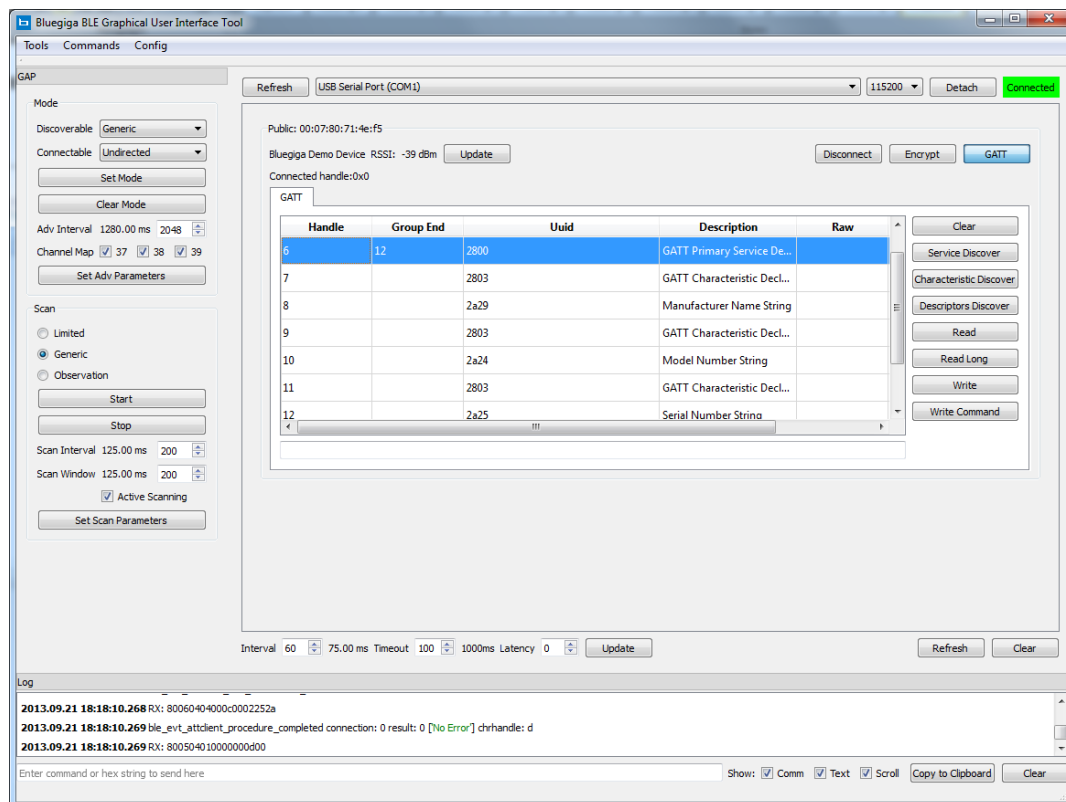 Bluegiga BLE Graphical User Interface Tool
Tools Commands Config
GAP
Mode
Discoverable Generic
Connectable Undirected
Set Mode
Clear Mode
Adv Interval 1280.00 ms 2048
Channel Map 37 38 39
Set Adv Parameters
Scan
Limited
Generic
Observation
Start
Stop
Scan Interval 125.00 ms 200
Scan Window 125.00 ms 200
Active Scanning
Set Scan Parameters
Refresh USB Serial Port (COM1) 115200 Detach Connected
Public: 00:07:80:71:4e:f5
Bluegiga Demo Device RSSI: -39 dBm Update Disconnect Encrypt GATT
Connected handle:0x0
GATT
Handle Group End Uuid Description Raw
6 12 2800 GATT Primary Service De...
7 2803 GATT Characteristic Decl...
8 2a29 Manufacturer Name String
9 2803 GATT Characteristic Decl...
10 2a24 Model Number String
11 2803 GATT Characteristic Decl...
12 2a25 Serial Number String
Clear
Service Discover
Characteristic Discover
Descriptors Discover
Read
Read Long
Write
Write Command
Interval 60 75.00 ms Timeout 100 1000ms Latency 0 Update Refresh Clear
Log
2013.09.21 18:18:10.268 RX: 80060404000c0002252a
2013.09.21 18:18:10.269 ble_evt_attclient_procedure_completed connection: 0 result: 0 ['No Error'] chrhandle: d
2013.09.21 18:18:10.269 RX: 800504010000000d00
Enter command or hex string to send here Show: Comm Text Scroll Copy to Clipboard Clear